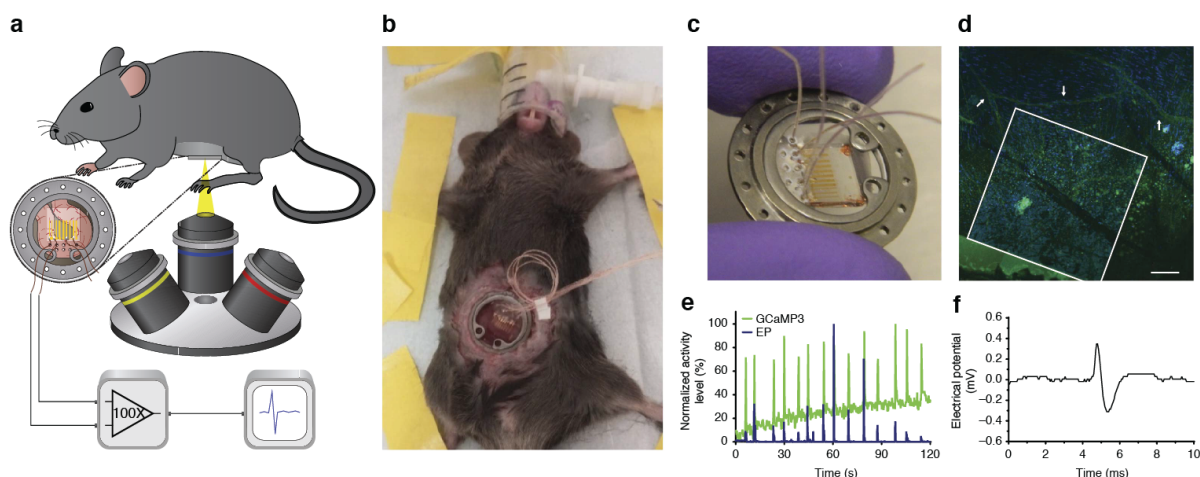 a
b
c
d
100X
e
GCaMP3
EP
Normalized activity
level (%)
100
80
60
40
20
0
0
30
60
90
120
Time (s)
f
Electrical potential
(mV)
0.6
0.4
0.2
0.0
−0.2
−0.4
−0.6
0
2
4
6
8
10
Time (ms)